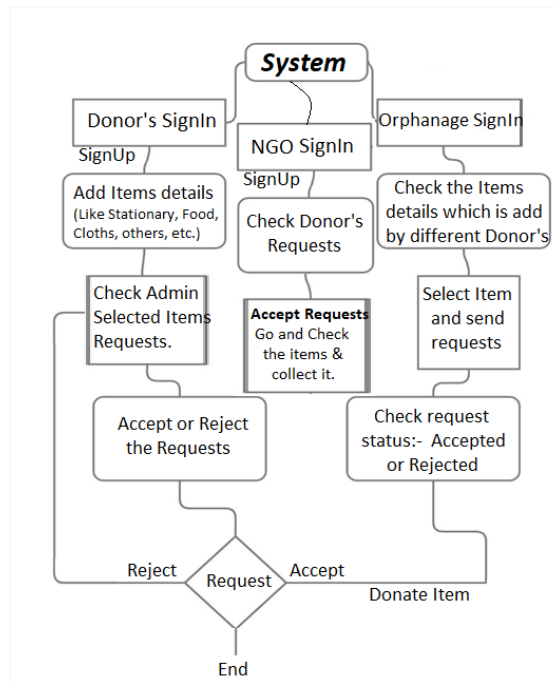 System
Donor's SignIn
SignUp
Add Items details
(Like Stationary, Food,
Cloths, others, etc.)
Check Admin
Selected Items
Requests.
Accept or Reject
the Requests
NGO SignIn
SignUp
Check Donor's
Requests
Accept Requests
Go and Check
the items &
collect it.
Orphanage SignIn
Check the Items
details which is add
by different Donor's
Select Item
and send
requests
Check request
status:- Accepted
or Rejected
Reject
Request
Accept
Donate Item
End